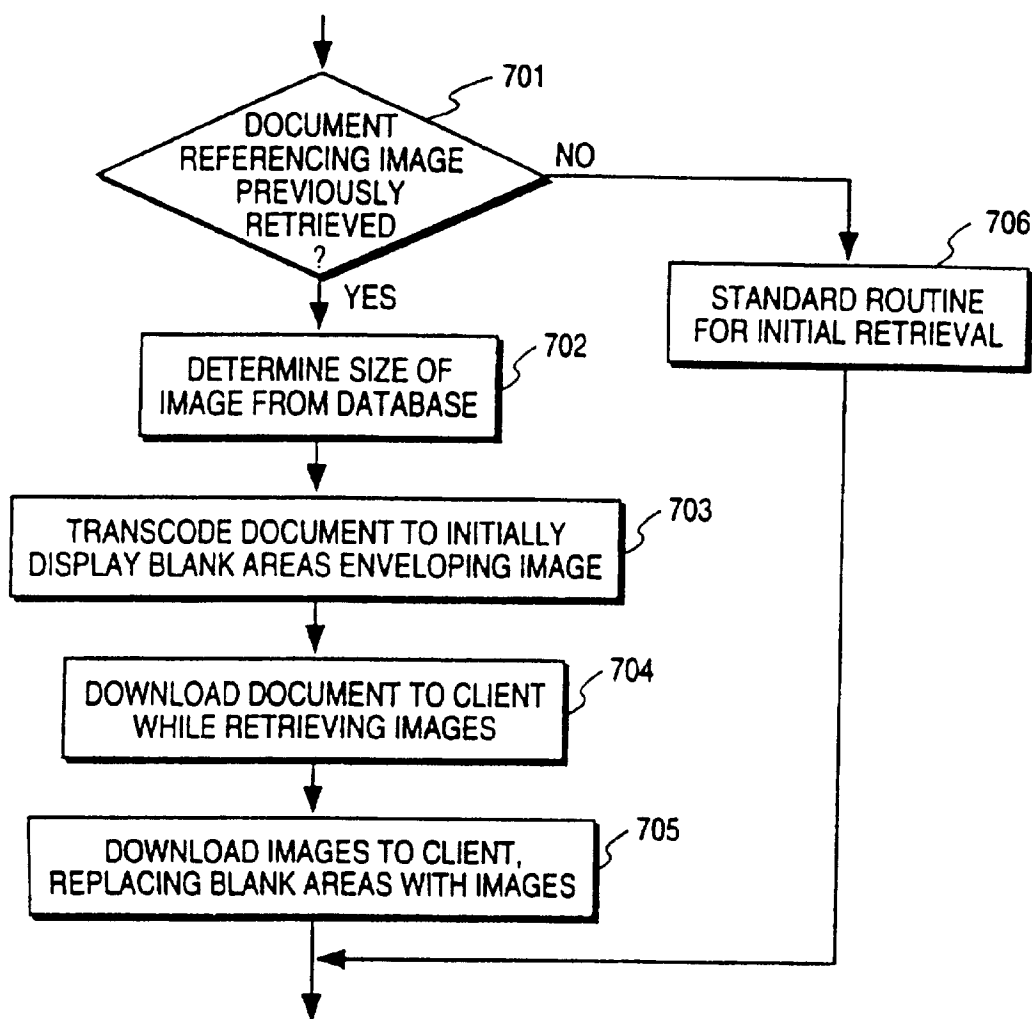 701
DOCUMENT
REFERENCING IMAGE
PREVIOUSLY
RETRIEVED
?
NO
YES
706
STANDARD ROUTINE
FOR INITIAL RETRIEVAL
702
DETERMINE SIZE OF
IMAGE FROM DATABASE
703
TRANSCODE DOCUMENT TO INITIALLY
DISPLAY BLANK AREAS ENVELOPING IMAGE
704
DOWNLOAD DOCUMENT TO CLIENT
WHILE RETRIEVING IMAGES
705
DOWNLOAD IMAGES TO CLIENT,
REPLACING BLANK AREAS WITH IMAGES